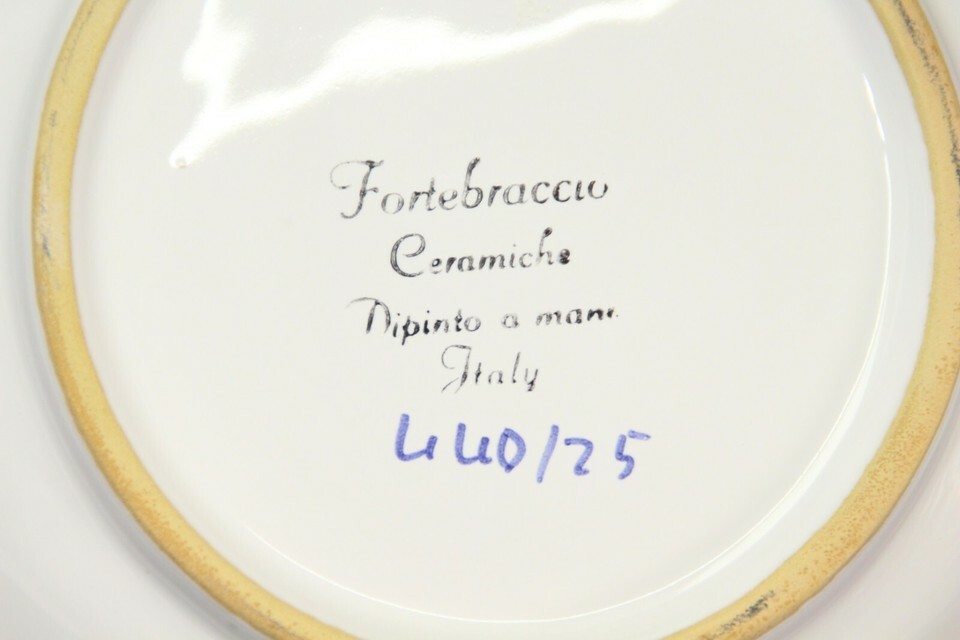 Fortebraccio
Ceramiche
Dipinto a mano
Italy
440/25